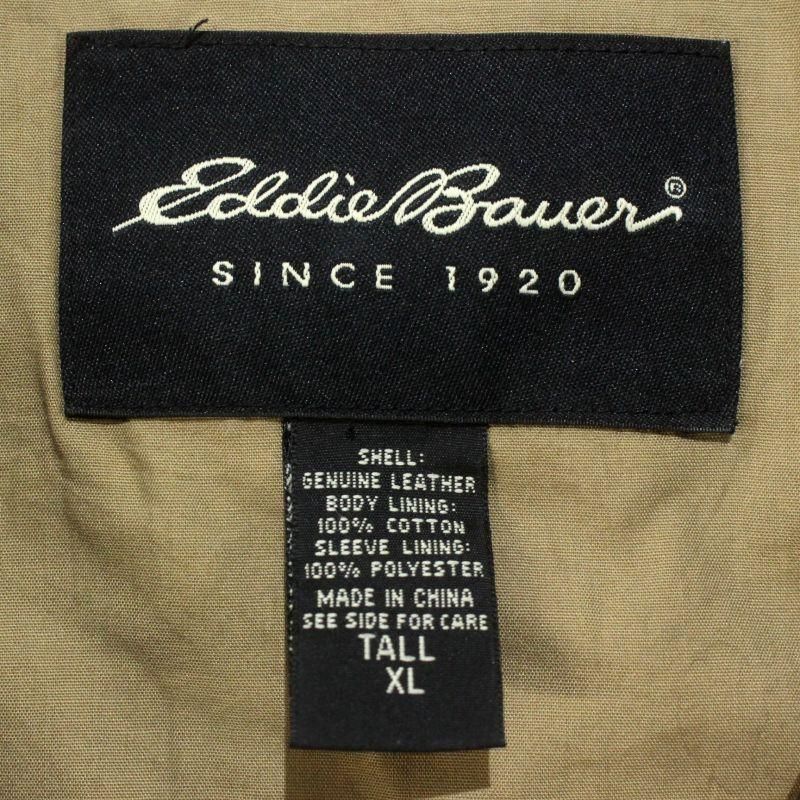 Eddie Bauer®
SINCE 1920
SHELL:
GENUINE LEATHER
BODY LINING:
100% COTTON
SLEEVE LINING:
100% POLYESTER
MADE IN CHINA
SEE SIDE FOR CARE
TALL
XL